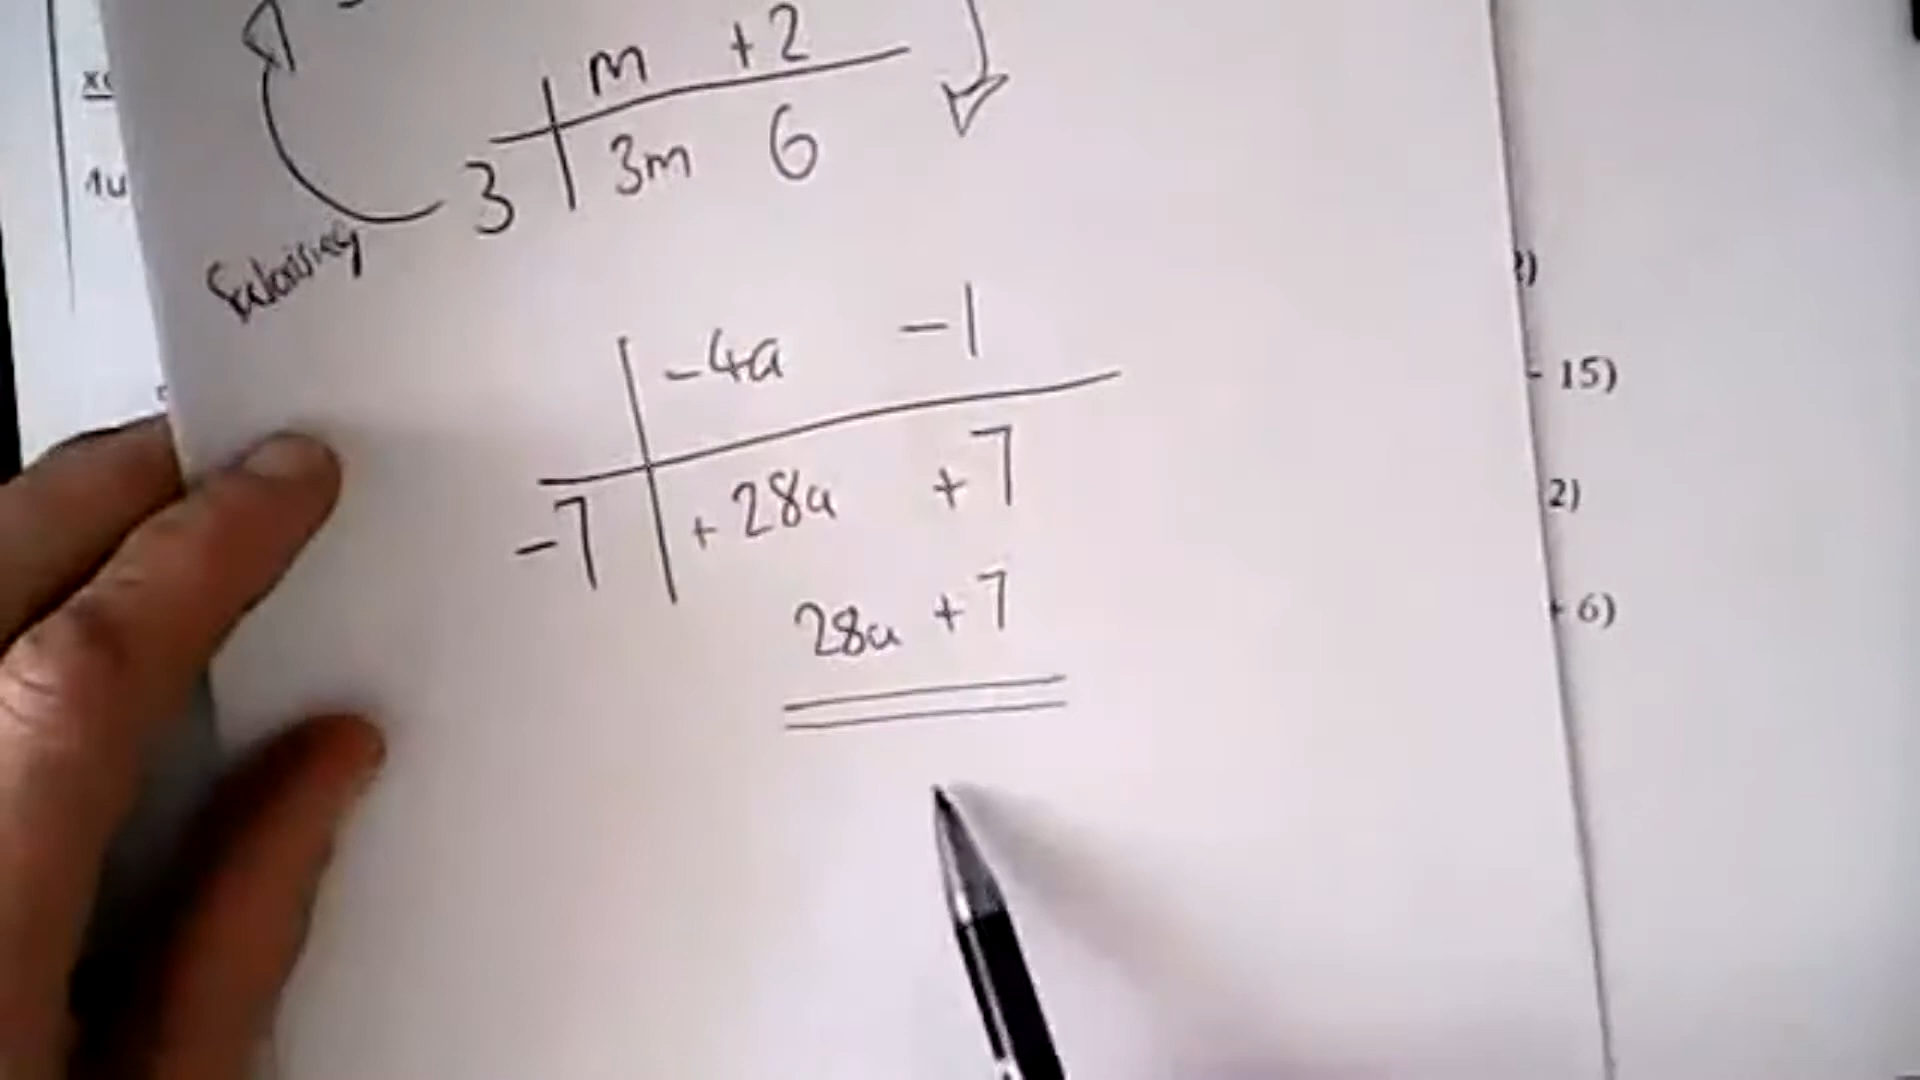 m +2
3 3m 6
Factorising
-4a -1
-7 +28a +7
28a +7
15)
2)
+ 6)